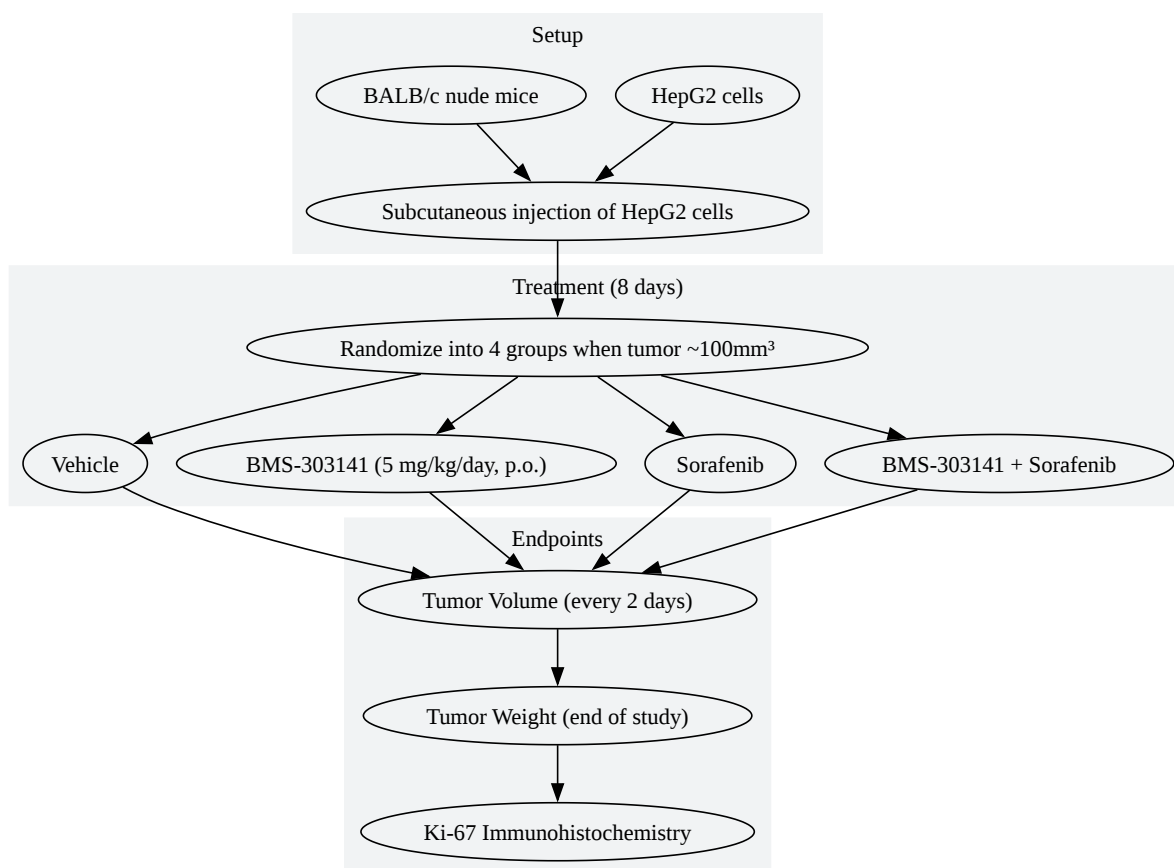 Setup
BALB/c nude mice
HepG2 cells
Subcutaneous injection of HepG2 cells
Treatment (8 days)
Randomize into 4 groups when tumor ~100mm³
Vehicle
BMS-303141 (5 mg/kg/day, p.o.)
Sorafenib
BMS-303141 + Sorafenib
Endpoints
Tumor Volume (every 2 days)
Tumor Weight (end of study)
Ki-67 Immunohistochemistry